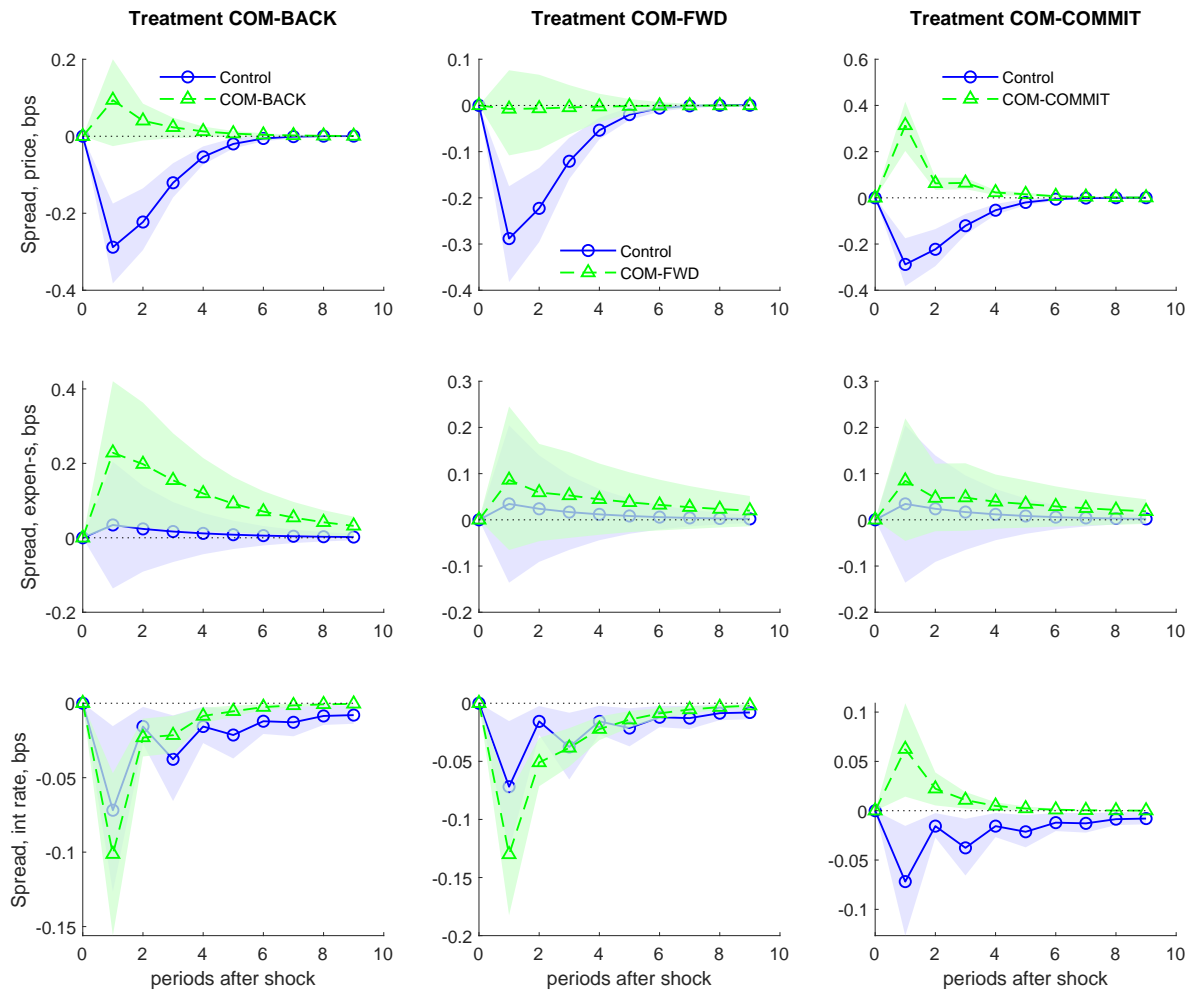 Treatment COM-BACK
Treatment COM-FWD
Treatment COM-COMMIT
Spread, price, bps
0.2
0
-0.2
-0.4
Control
COM-BACK
0 2 4 6 8 10
0.1
0
-0.1
-0.2
-0.3
-0.4
Control
COM-FWD
0 2 4 6 8 10
0.6
0.4
0.2
0
-0.2
-0.4
Control
COM-COMMIT
0 2 4 6 8 10
Spread, expen-s, bps
0.4
0.2
0
-0.2
0 2 4 6 8 10
0.3
0.2
0.1
0
-0.1
-0.2
0 2 4 6 8 10
0.3
0.2
0.1
0
-0.1
-0.2
0 2 4 6 8 10
Spread, int rate, bps
0
-0.05
-0.1
-0.15
0 2 4 6 8 10
periods after shock
0
-0.05
-0.1
-0.15
-0.2
0 2 4 6 8 10
periods after shock
0.1
0.05
0
-0.05
-0.1
0 2 4 6 8 10
periods after shock